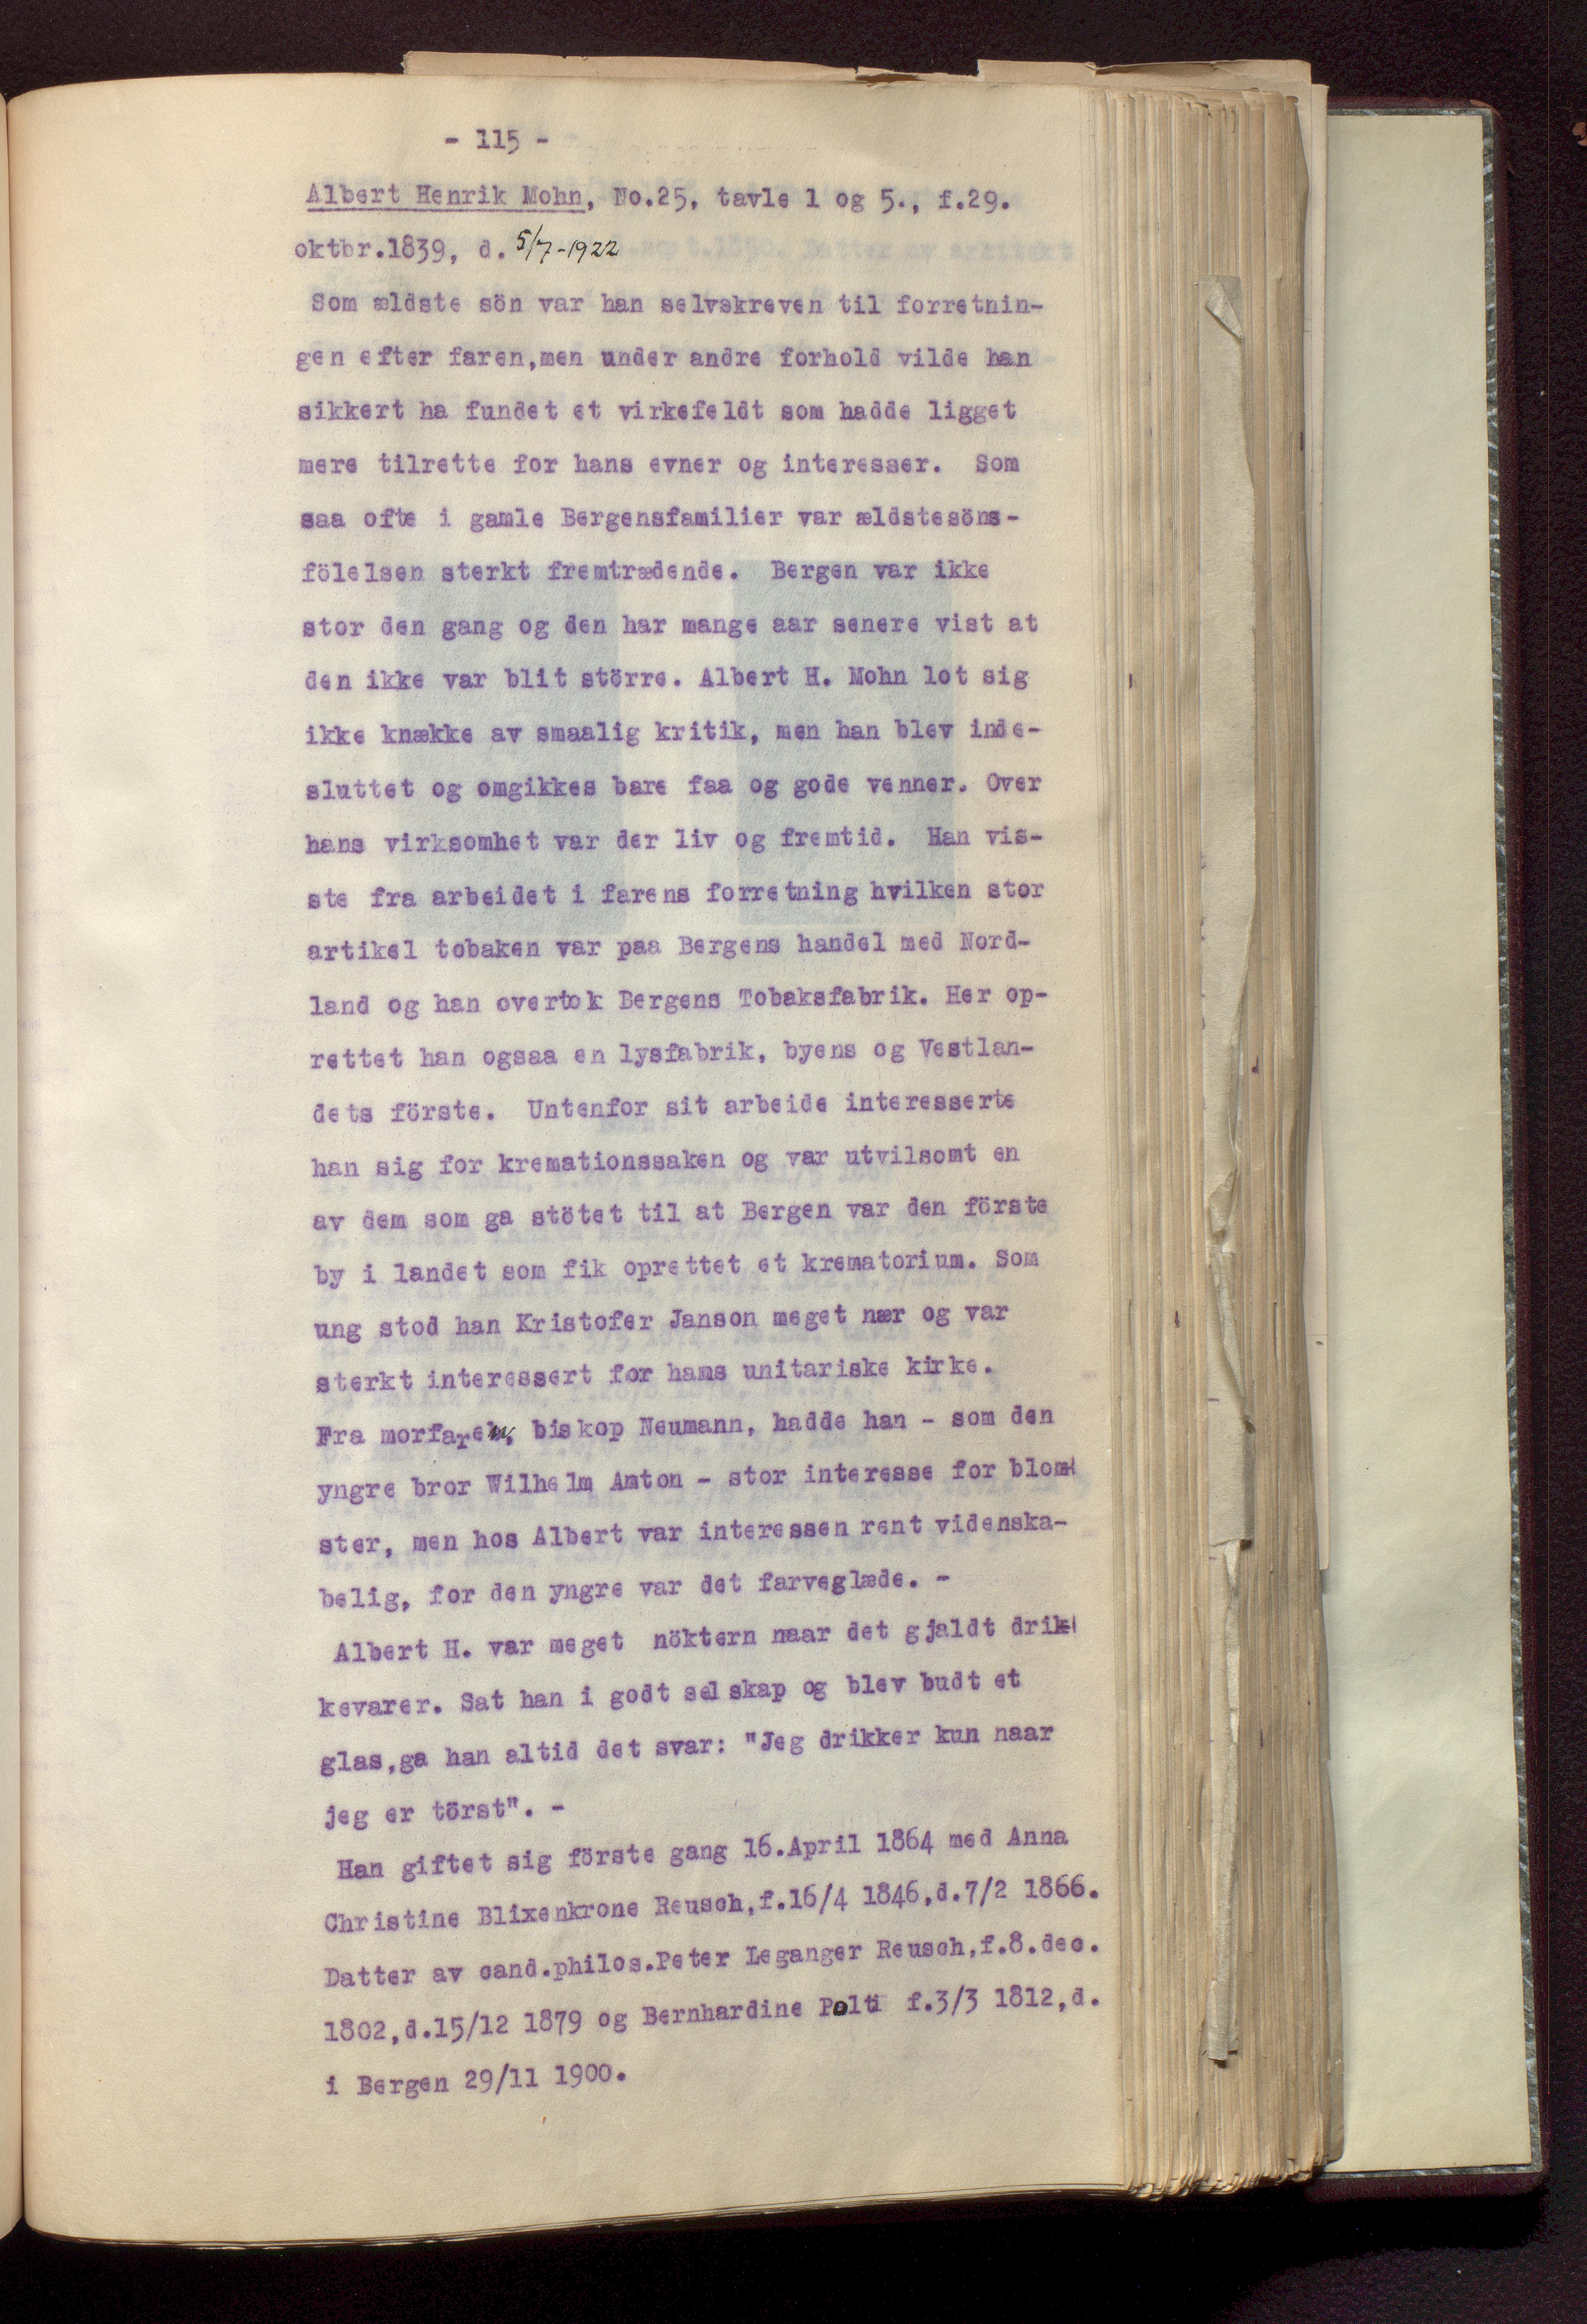 - 115 -
Albert Henrik Mohn, No.25, tavle 1 og 5., f.29.
oktbr.1839, d. 5/7-1922
Som ældste sön var han selvskreven til forretnin-
gen efter faren,men under andre forhold vilde han
sikkert ha fundet et virkefeldt som hadde ligget
mere tilrette for hans evner og interesser. Som
saa ofte i gamle Bergensfamilier var ældstesöns-
fölelsen sterkt fremtrædende. Bergen var ikke
stor den gang og den har mange aar senere vist at
den ikke var blit större. Albert H. Mohn lot sig
ikke knække av smaalig kritik, men han blev inde-
sluttet og omgikkes bare faa og gode venner. Over
hans virksomhet var der liv og fremtid. Han vis-
ste fra arbeidet i farens forretning hvilken stor
artikel tobaken var paa Bergens handel med Nord-
land og han overtok Bergens Tobaksfabrik. Her op-
rettet han ogsaa en lysfabrik, byens og Vestlan-
dets förste. Untenfor sit arbeide interesserte
han sig for kremationssaken og var utvilsomt en
av dem som ga stötet til at Bergen var den förste
by i landet som fik oprettet et krematorium. Som
ung stod han Kristofer Janson meget nær og var
sterkt interessert for hams unitariske kirke.
Fra morfaren, biskop Neumann, hadde han - som den
yngre bror Wilhelm Amton - stor interesse for blom-
ster, men hos Albert var interessen rent videnska-
belig, for den yngre var det farveglæde. -
Albert H. var meget nöktern naar det gjaldt drik-
kevarer. Sat han i godt selskap og blev budt et
glas,ga han altid det svar: "Jeg drikker kun naar
jeg er törst". -
Han giftet sig förste gang 16.April 1864 med Anna
Christine Blixenkrone Reusch,f.16/4 1846,d.7/2 1866.
Datter av cand.philos.Peter Leganger Reusch,f.8.dec.
1802,d.15/12 1879 og Bernhardine Polti f.3/3 1812,d.
i Bergen 29/11 1900.